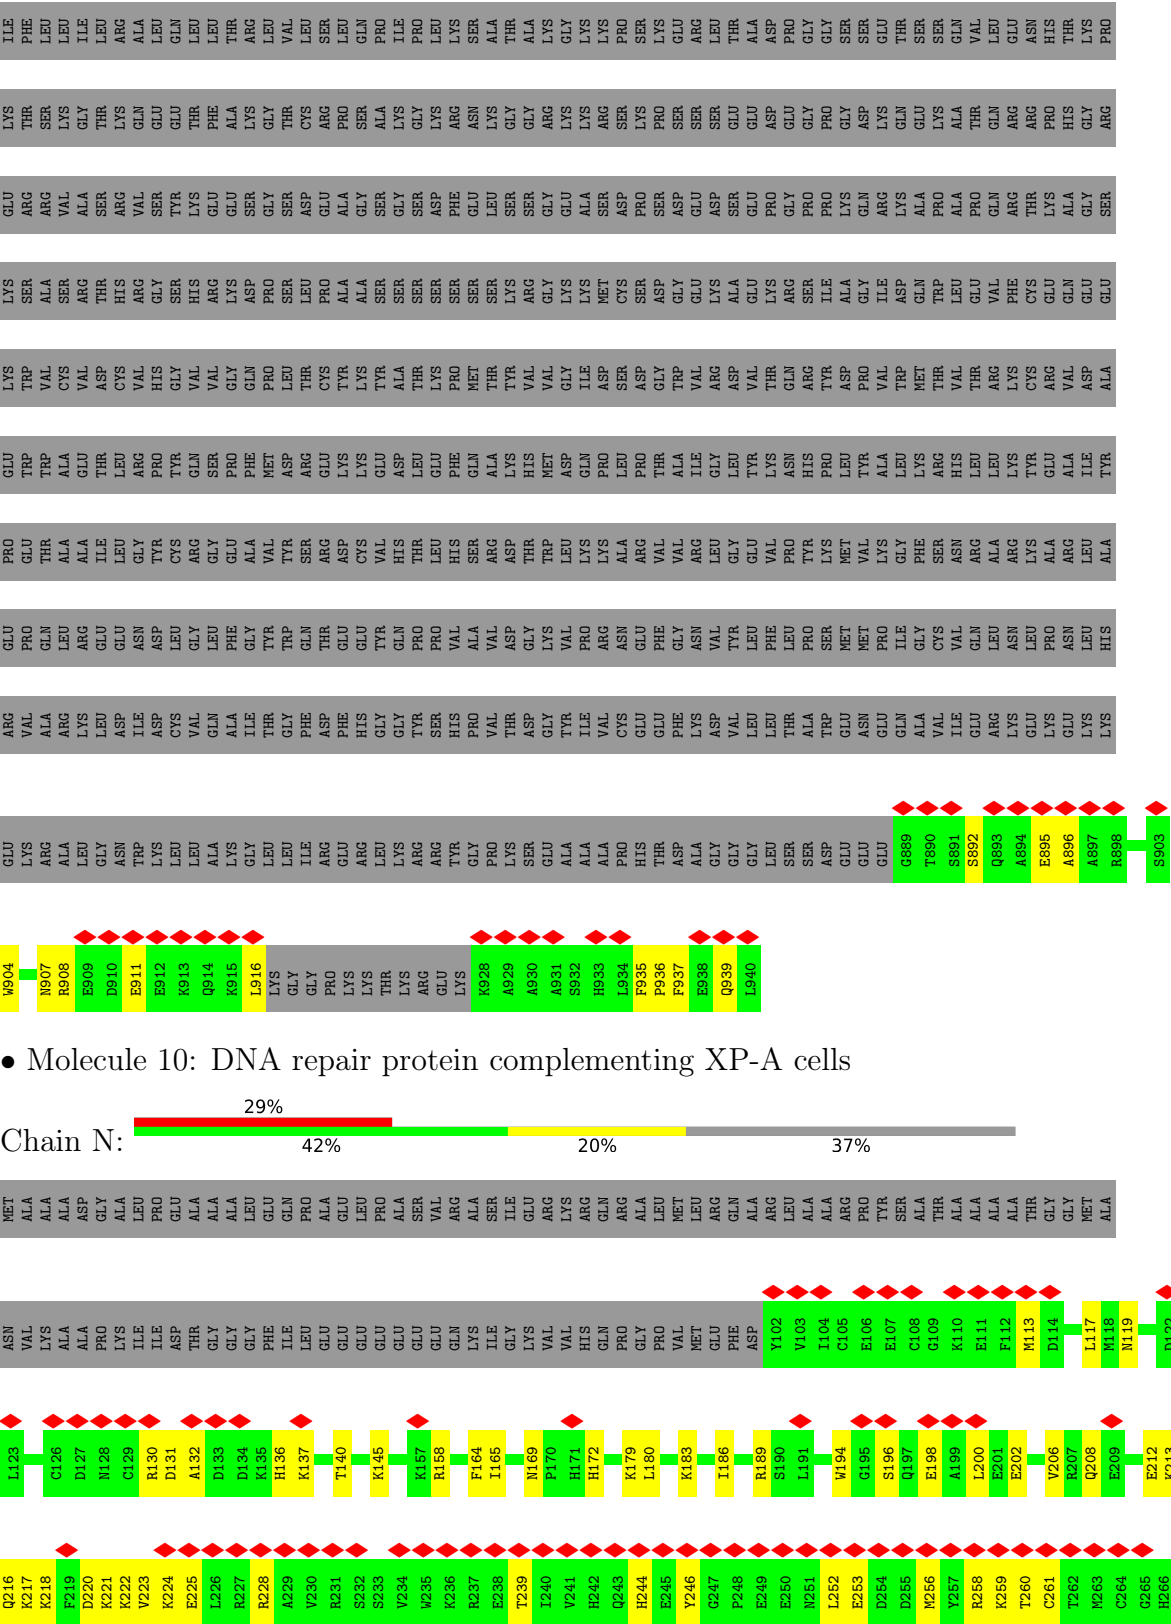 ILE PHE LEU LEU ILE LEU ARG ALA LEU GLN LEU LEU THR ARG LEU VAL LEU SER LEU GLN PRO ILE PRO LEU LYS SER ALA THR ALA LYS GLY LYS LYS PRO SER LYS GLU ARG LEU THR ALA ASP PRO GLY GLY SER SER GLU THR SER SER GLN VAL LEU GLU ASN HIS THR LYS PRO
LYS THR SER LYS GLY THR LYS GLN GLU GLU THR PHE ALA LYS GLY THR CYS ARG PRO SER ALA LYS GLY LYS ARG ASN LYS GLY GLY ARG LYS LYS ARG SER LYS PRO SER SER SER GLU GLU ASP GLU GLY PRO GLY ASP LYS GLN GLU LYS ALA THR GLN ARG ARG PRO HIS GLY ARG
GLU ARG ARG VAL ALA SER ARG VAL SER TYR LYS GLU GLU SER GLY SER ASP GLU ALA GLY SER GLY SER ASP PHE GLU LEU SER SER GLY GLU ALA SER ASP PRO SER ASP GLU ASP SER GLU PRO GLY PRO PRO LYS GLN ARG LYS ALA PRO ALA PRO GLN ARG THR LYS ALA GLY SER
LYS SER ALA SER ARG THR HIS ARG GLY SER HIS ARG LYS ASP PRO SER LEU PRO ALA ALA SER SER SER SER SER SER SER LYS ARG GLY LYS LYS MET CYS SER ASP GLY GLU LYS ALA GLU LYS ARG SER ILE ALA GLY ILE ASP GLN TRP LEU GLU VAL PHE CYS GLU GLN GLU GLU
LYS TRP VAL CYS VAL ASP CYS VAL HIS GLY VAL VAL GLY GLN PRO LEU THR CYS TYR LYS TYR ALA THR LYS PRO MET THR TYR VAL VAL GLY ILE ASP SER ASP GLY TRP VAL ARG ASP VAL THR GLN ARG TYR ASP PRO VAL TRP MET THR VAL THR ARG LYS CYS ARG VAL ASP ALA
GLU TRP TRP ALA GLU THR LEU ARG PRO TYR GLN SER PRO PHE MET ASP ARG GLU LYS LYS GLU ASP LEU GLU PHE GLN ALA LYS HIS MET ASP GLN PRO LEU PRO THR ALA ILE GLY LEU TYR LYS ASN HIS PRO LEU TYR ALA LEU LYS ARG HIS LEU LEU LYS TYR GLU ALA ILE TYR
PRO GLU THR ALA ALA ILE LEU GLY TYR CYS ARG GLY GLU ALA VAL TYR SER ARG ASP CYS VAL HIS THR LEU HIS SER ARG ASP THR TRP LEU LYS LYS ALA ARG VAL VAL ARG LEU GLY GLU VAL PRO TYR LYS MET VAL LYS GLY PHE SER ASN ARG ALA ARG LYS ALA ARG LEU ALA
GLU PRO GLN LEU ARG GLU GLU ASN ASP LEU GLY LEU PHE GLY TYR TRP GLN THR GLU GLU TYR GLN PRO PRO VAL ALA VAL ASP GLY LYS VAL PRO ARG ASN GLU PHE GLY ASN VAL TYR LEU PHE LEU PRO SER MET MET PRO ILE GLY CYS VAL GLN LEU ASN LEU PRO ASN LEU HIS
ARG VAL ALA ARG LYS LEU ASP ILE ASP CYS VAL GLN ALA ILE THR GLY PHE ASP PHE HIS GLY GLY TYR SER HIS PRO VAL THR ASP GLY TYR ILE VAL CYS GLU GLU PHE LYS ASP VAL LEU LEU THR ALA TRP GLU ASN GLU GLN ALA VAL ILE GLU ARG LYS GLU LYS GLU LYS LYS
GLU LYS ARG ALA LEU GLY ASN TRP LYS LEU LEU ALA LYS GLY LEU LEU ILE ARG GLU ARG LEU LYS ARG ARG TYR GLY PRO LYS SER GLU ALA ALA ALA PRO HIS THR ASP ALA GLY GLY GLY LEU SER SER ASP GLU GLU GLU G889 T890 S891 S892 Q893 A894 E895 A896 A897 R898 S903
W904 N907 R908 E909 D910 E911 E912 K913 Q914 K915 L916 LYS GLY GLY PRO LYS LYS THR LYS ARG GLU LYS K928 A929 A930 A931 S932 H933 L934 F935 P936 F937 E938 Q939 L940
• Molecule 10: DNA repair protein complementing XP-A cells
29%
Chain N: 42% 20% 37%
MET ALA ALA ALA ASP GLY ALA LEU PRO GLU ALA ALA ALA LEU GLU GLN PRO ALA GLU LEU PRO ALA SER VAL ARG ALA SER ILE GLU ARG LYS ARG GLN ARG ALA LEU MET LEU ARG GLN ALA ARG LEU ALA ALA ARG PRO TYR SER ALA THR ALA ALA ALA ALA THR GLY GLY MET ALA
ASN VAL LYS ALA ALA PRO LYS ILE ILE ASP THR GLY GLY GLY PHE ILE LEU GLU GLU GLU GLU GLU GLU GLN LYS ILE GLY LYS VAL VAL HIS GLN PRO GLY PRO VAL MET GLU PHE ASP Y102 V103 I104 C105 E106 E107 C108 G109 K110 E111 F112 M113 D114 L117 M118 N119 D122
L123 C126 D127 N128 C129 R130 D131 A132 D133 D134 K135 H136 K137 T140 K145 K157 R158 F164 I165 N169 P170 H171 H172 K179 L180 K183 I186 R189 S190 L191 W194 G195 S196 Q197 E198 A199 L200 E201 E202 V206 R207 Q208 E209 E212 K213
Q216 K217 K218 F219 D220 K221 K222 V223 K224 E225 L226 R227 R228 A229 V230 R231 S232 S233 V234 W235 K236 R237 E238 T239 I240 V241 H242 Q243 H244 E245 Y246 G247 P248 E249 E250 N251 L252 E253 D254 D255 M256 Y257 R258 K259 T260 C261 T262 M263 C264 G265 H266